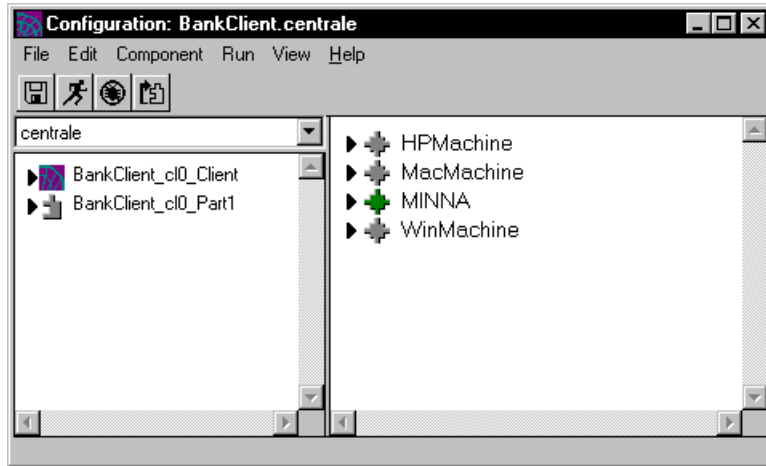 Configuration: BankClient.centrale
File Edit Component Run View Help
centrale
BankClient_cl0_Client
BankClient_cl0_Part1
HPMachine
MacMachine
MINNA
WinMachine